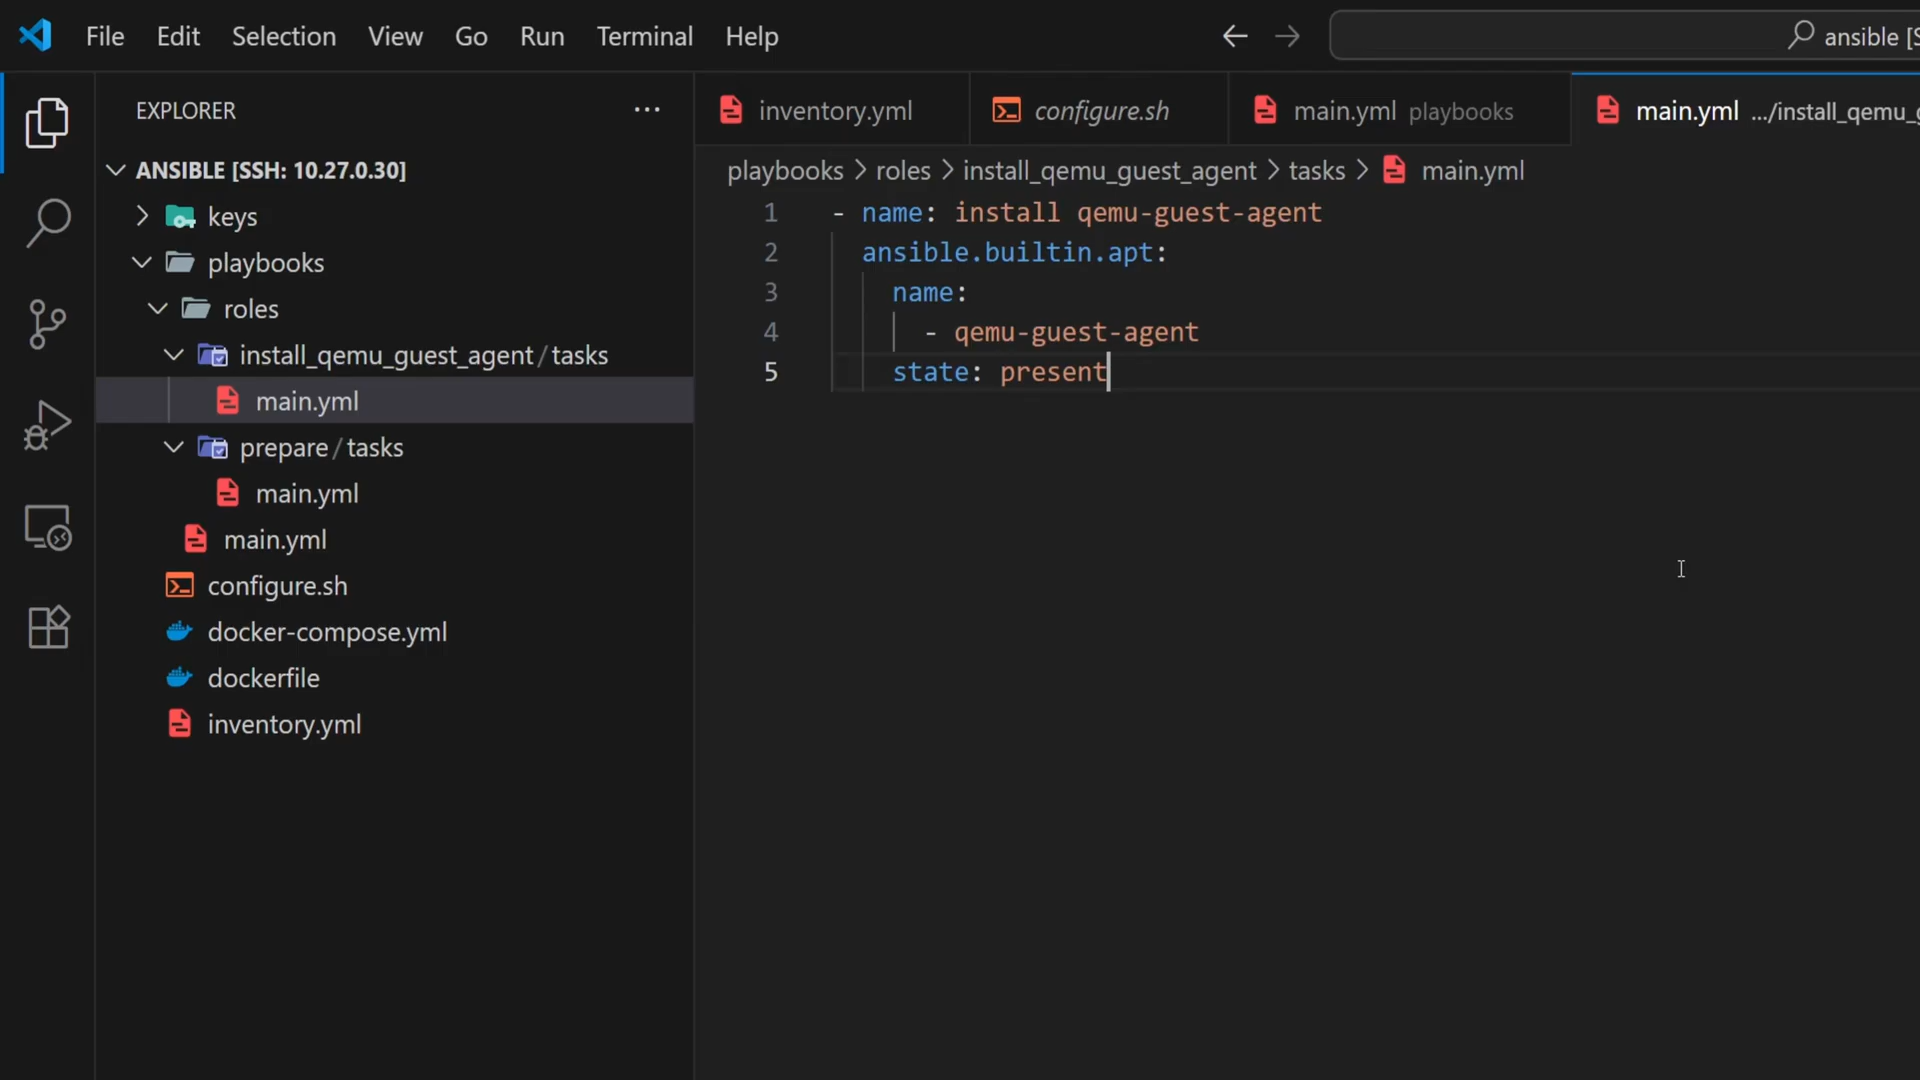 File Edit Selection View Go Run Terminal Help
ansible [S
EXPLORER ···
ANSIBLE [SSH: 10.27.0.30]
keys
playbooks
roles
install_qemu_guest_agent/tasks
main.yml
prepare/tasks
main.yml
main.yml
configure.sh
docker-compose.yml
dockerfile
inventory.yml
inventory.yml configure.sh main.yml playbooks main.yml .../install_qemu_g
playbooks > roles > install_qemu_guest_agent > tasks > main.yml
1 - name: install qemu-guest-agent
2 ansible.builtin.apt:
3 name:
4 - qemu-guest-agent
5 state: present